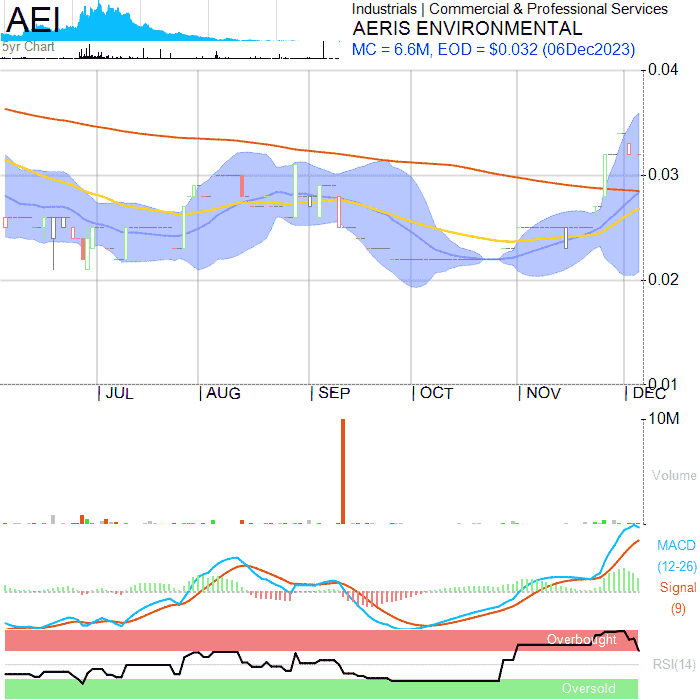 AEI
Industrials | Commercial & Professional Services
AERIS ENVIRONMENTAL
5yr Chart
MC = 6.6M, EOD = $0.032 (06Dec2023)
0.04
0.03
0.02
0.01
| JUL | AUG | SEP | OCT | NOV | DEC
10M
Volume
MACD
(12-26)
Signal
(9)
Overbought
RSI(14)
Oversold